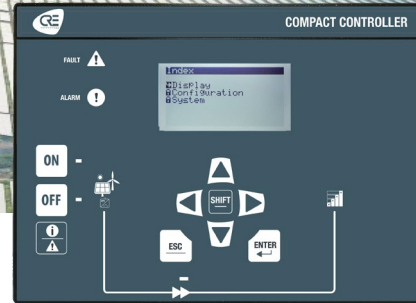 CRE
COMPACT CONTROLLER
FAULT
ALARM
Index
Display
Configuration
System
ON
OFF
SHIFT
ESC
ENTER